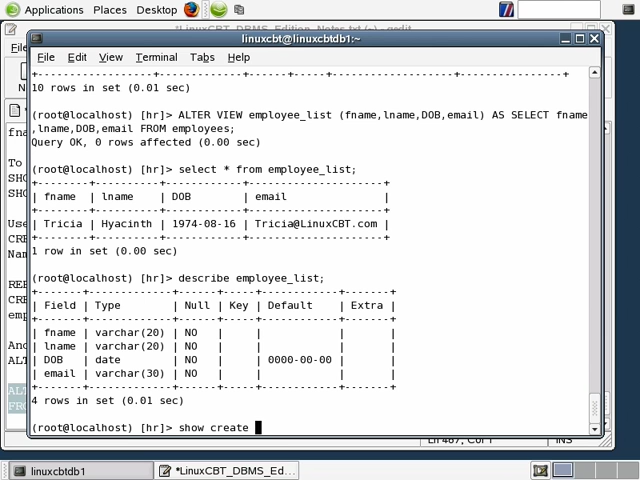 Applications Places Desktop
*LinuxCBT_DBMS_Edition_Notes.txt (~) - gedit
linuxcbt@linuxcbtdb1:~
File Edit View Terminal Tabs Help
+---------------+-----------+------+-----+-------------------+----------------+
10 rows in set (0.01 sec)
(root@localhost) [hr]> ALTER VIEW employee_list (fname,lname,DOB,email) AS SELECT fname
,lname,DOB,email FROM employees;
Query OK, 0 rows affected (0.00 sec)
(root@localhost) [hr]> select * from employee_list;
+--------+----------+------------+---------------------+
| fname | lname | DOB | email |
+--------+----------+------------+---------------------+
| Tricia | Hyacinth | 1974-08-16 | Tricia@LinuxCBT.com |
+--------+----------+------------+---------------------+
1 row in set (0.00 sec)
(root@localhost) [hr]> describe employee_list;
+-------+-------------+------+-----+------------+-------+
| Field | Type | Null | Key | Default | Extra |
+-------+-------------+------+-----+------------+-------+
| fname | varchar(20) | NO | | | |
| lname | varchar(20) | NO | | | |
| DOB | date | NO | | 0000-00-00 | |
| email | varchar(30) | NO | | | |
+-------+-------------+------+-----+------------+-------+
4 rows in set (0.01 sec)
(root@localhost) [hr]> show create
Ln 487, Col 1 INS
linuxcbtdb1
*LinuxCBT_DBMS_Ed...